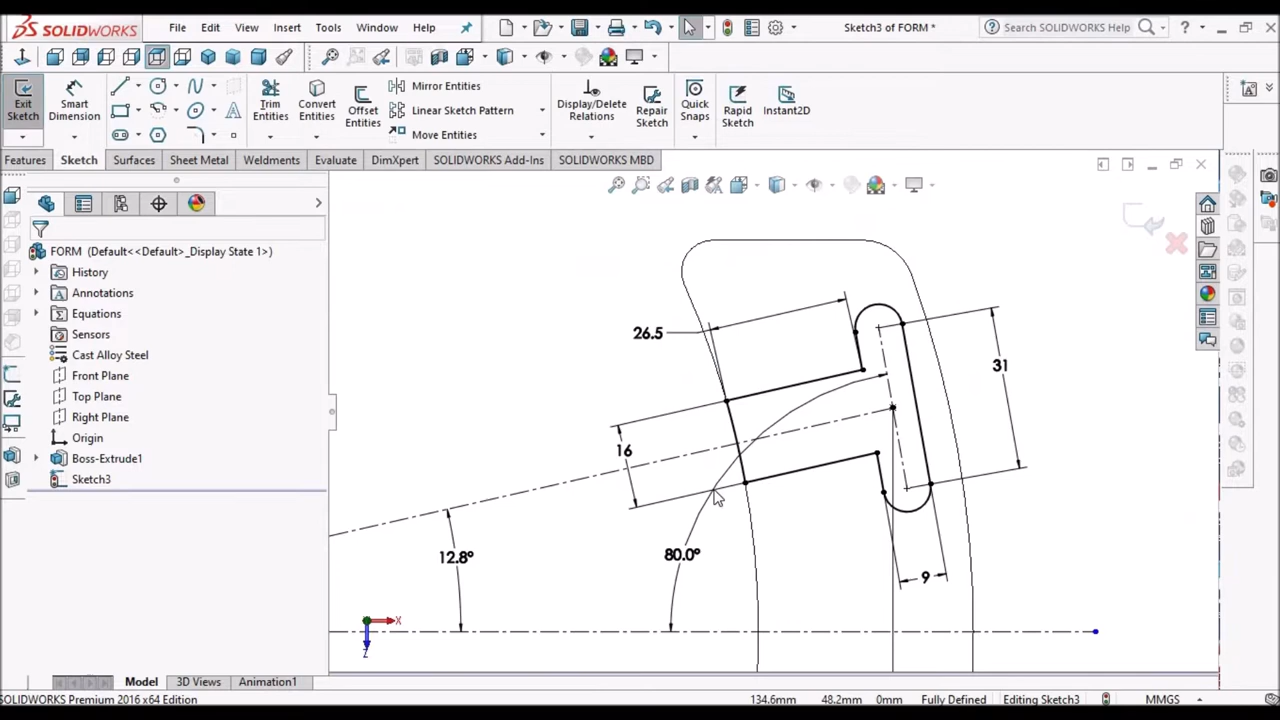 SOLIDWORKS File Edit View Insert Tools Window Help Sketch3 of FORM * Search SOLIDWORKS Help ?
Exit Sketch
Smart Dimension
Trim Entities
Convert Entities
Offset Entities
Mirror Entities
Linear Sketch Pattern
Move Entities
Display/Delete Relations
Repair Sketch
Quick Snaps
Rapid Sketch
Instant2D
Features Sketch Surfaces Sheet Metal Weldments Evaluate DimXpert SOLIDWORKS Add-Ins SOLIDWORKS MBD
FORM (Default<<Default>_Display State 1>)
History
Annotations
Equations
Sensors
Cast Alloy Steel
Front Plane
Top Plane
Right Plane
Origin
Boss-Extrude1
Sketch3
26.5
31
16
80.0°
12.8°
9
X
Z
Model 3D Views Animation1
SOLIDWORKS Premium 2016 x64 Edition 134.6mm 48.2mm 0mm Fully Defined Editing Sketch3 MMGS